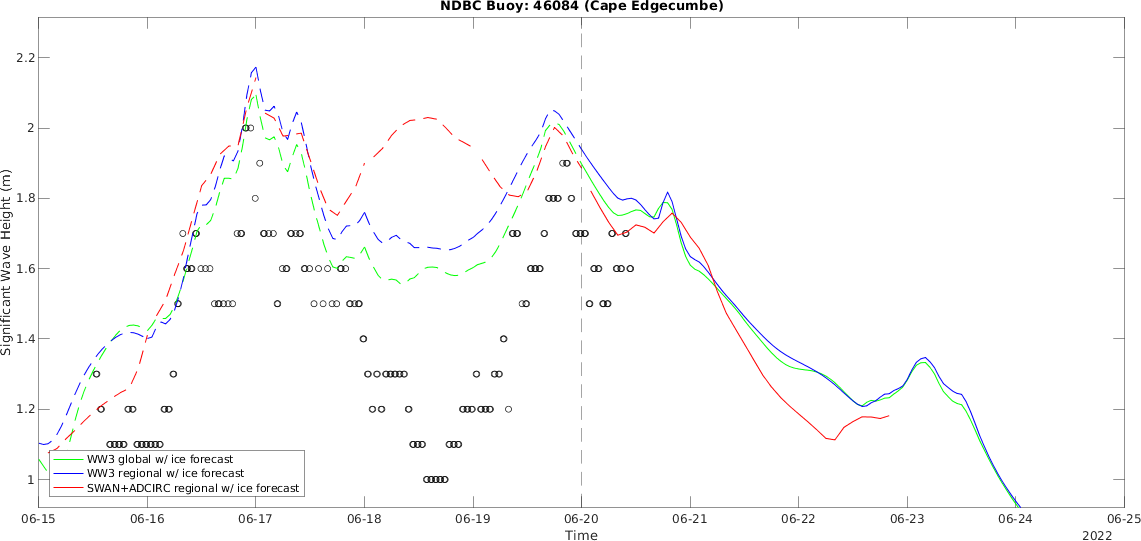 NDBC Buoy: 46084 (Cape Edgecumbe)
Significant Wave Height (m)
2.2
2
1.8
1.6
1.4
1.2
1
WW3 global w/ ice forecast
WW3 regional w/ ice forecast
SWAN+ADCIRC regional w/ ice forecast
06-15 06-16 06-17 06-18 06-19 06-20 06-21 06-22 06-23 06-24 06-25
Time 2022